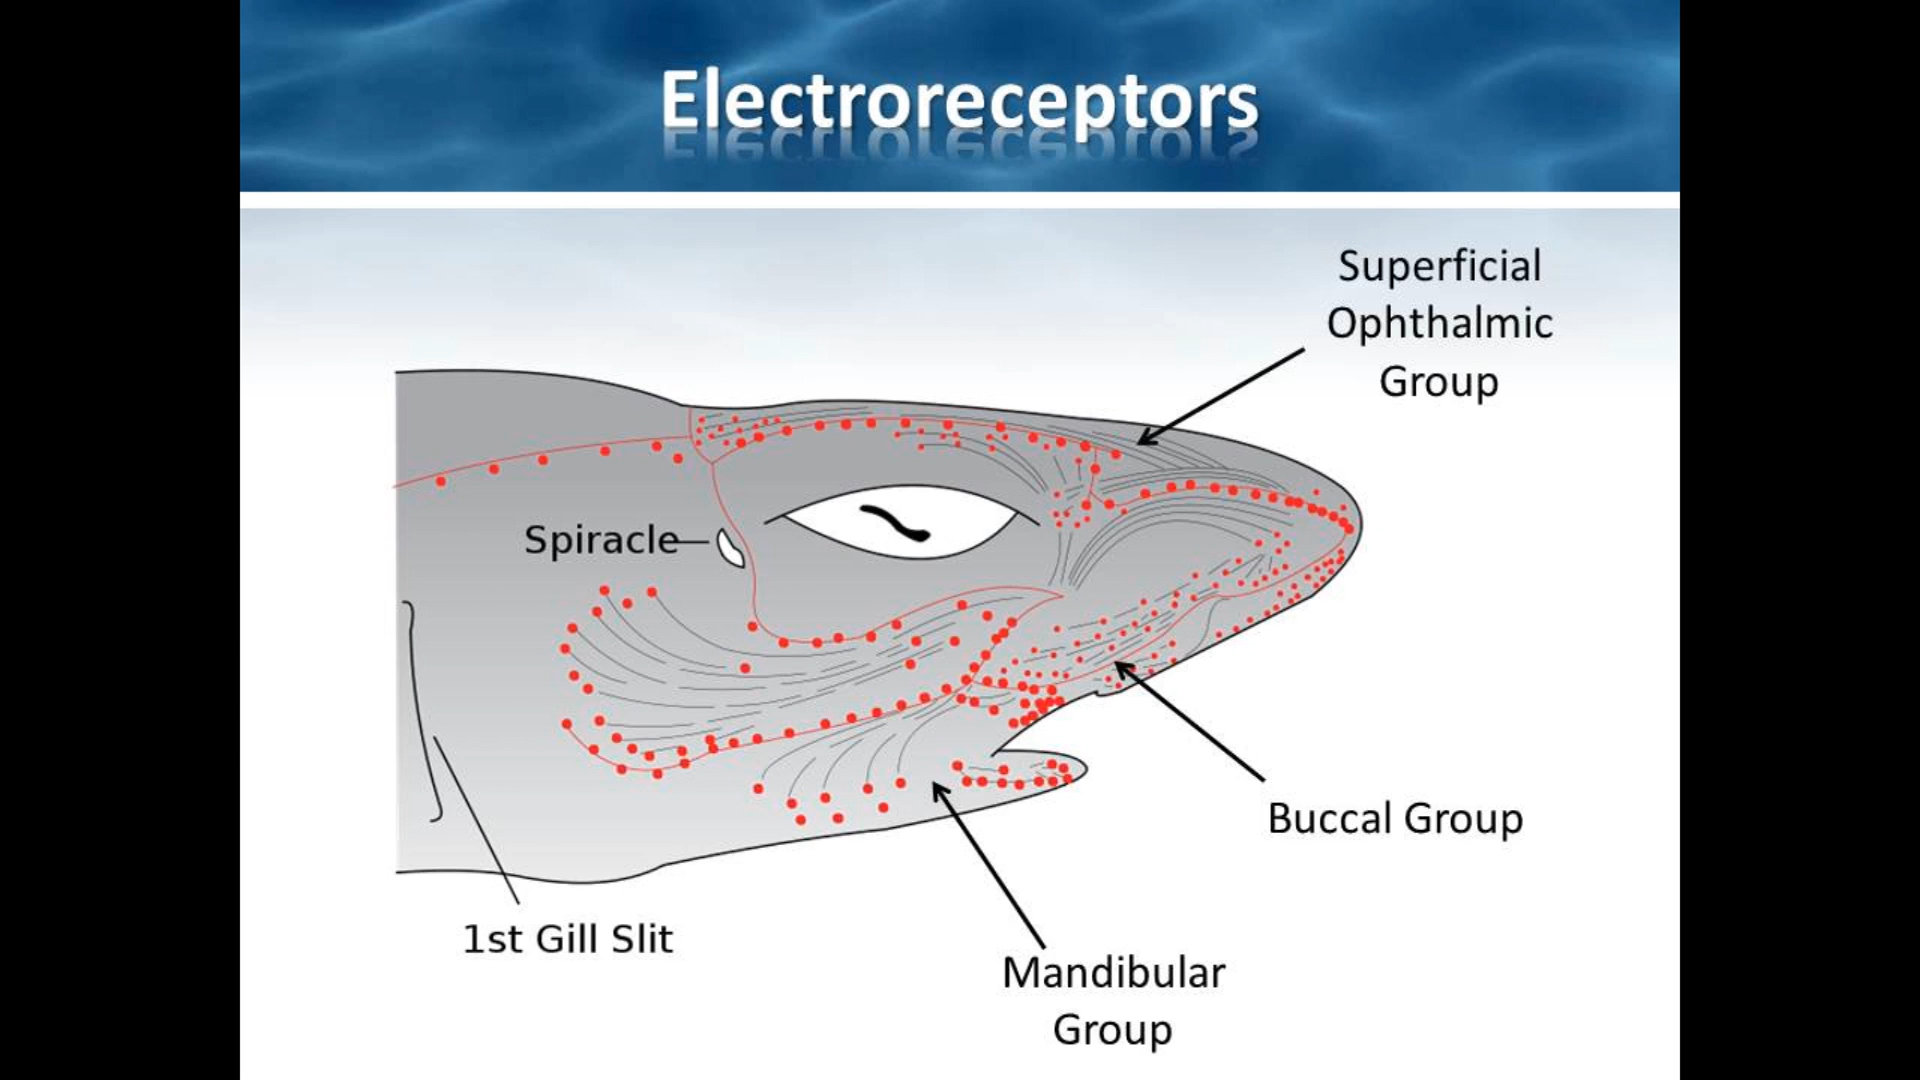 Electroreceptors
Superficial
Ophthalmic
Group
Spiracle
Buccal Group
1st Gill Slit
Mandibular
Group